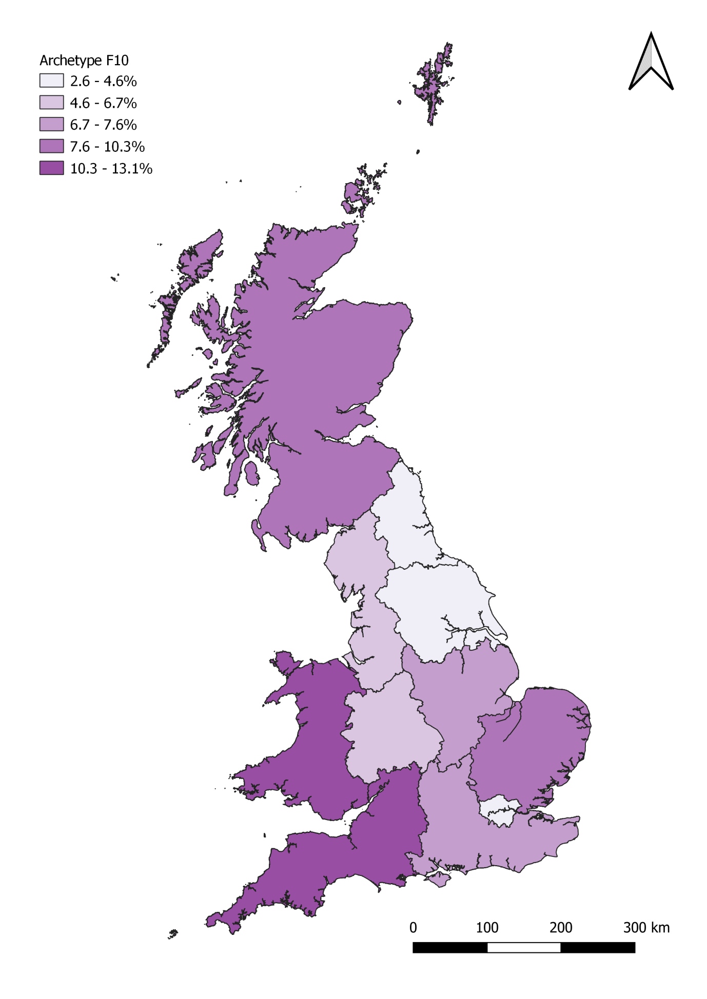 Archetype F10
2.6 - 4.6%
4.6 - 6.7%
6.7 - 7.6%
7.6 - 10.3%
10.3 - 13.1%
0 100 200 300 km